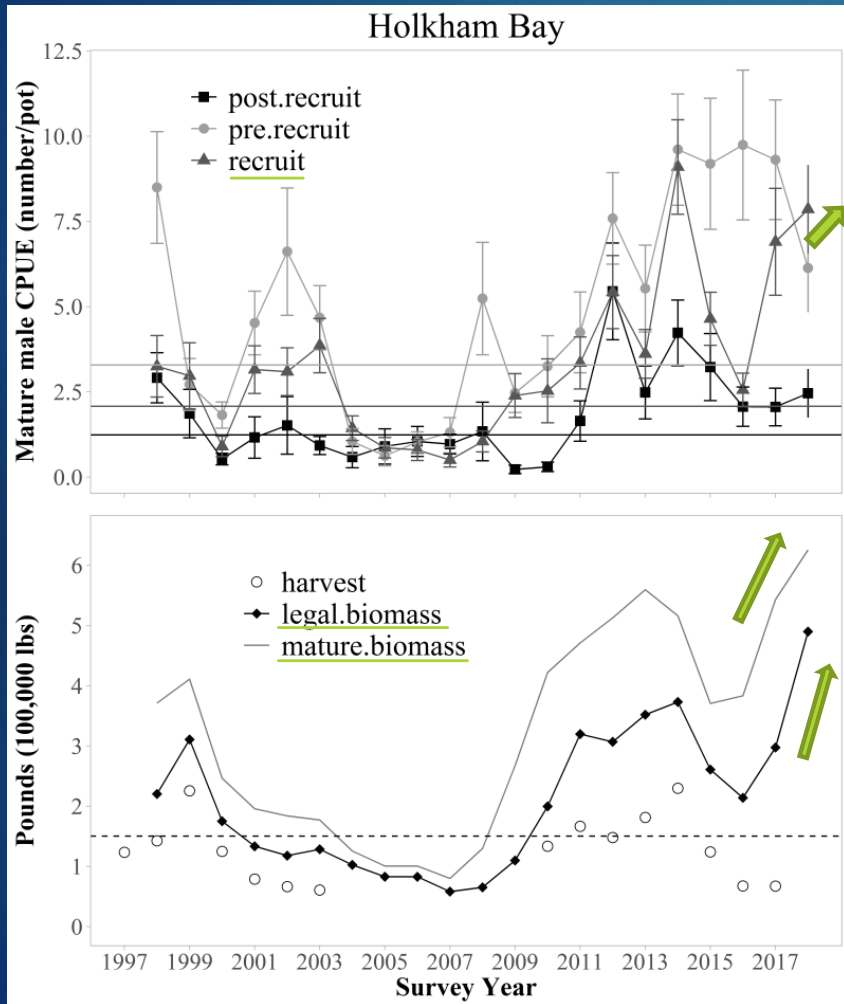 Holkham Bay
Mature male CPUE (number/pot)
12.5
10.0
7.5
5.0
2.5
0.0
post.recruit
pre.recruit
recruit
Pounds (100,000 lbs)
6
5
4
3
2
1
0
harvest
legal.biomass
mature.biomass
1997 1999 2001 2003 2005 2007 2009 2011 2013 2015 2017
Survey Year